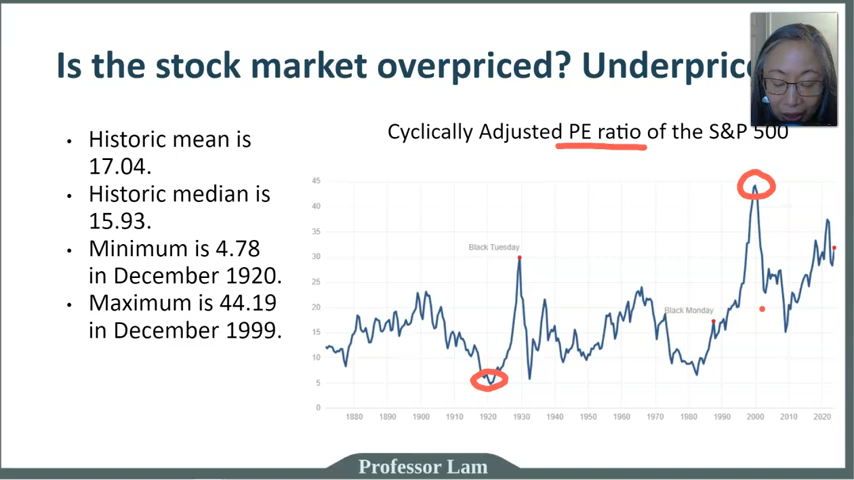 Is the stock market overpriced? Underpric
• Historic mean is
17.04.
• Historic median is
15.93.
• Minimum is 4.78
in December 1920.
• Maximum is 44.19
in December 1999.
Cyclically Adjusted PE ratio of the S&P 500
45
40
35
30
25
20
15
10
5
0
Black Tuesday
Black Monday
1880 1890 1900 1910 1920 1930 1940 1950 1960 1970 1980 1990 2000 2010 2020
Professor Lam